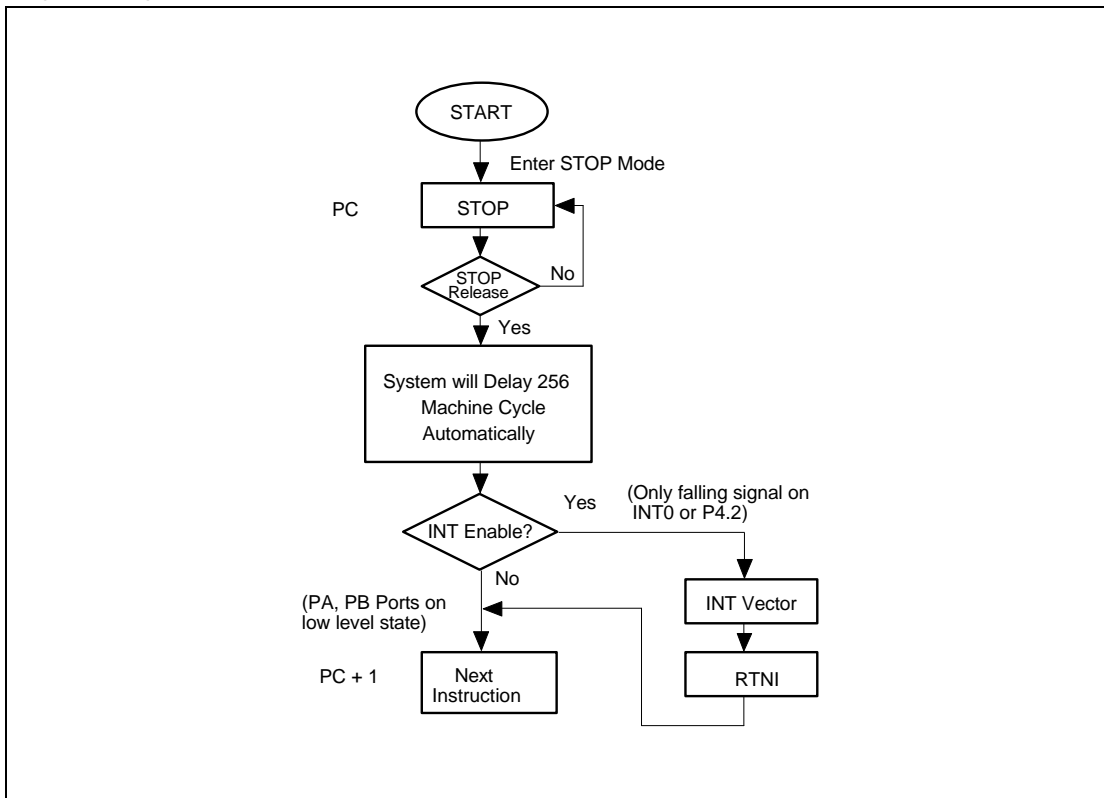 START
Enter STOP Mode
PC
STOP
STOP
Release
No
Yes
System will Delay 256
Machine Cycle
Automatically
INT Enable?
Yes
(Only falling signal on
INT0 or P4.2)
No
INT Vector
(PA, PB Ports on
low level state)
PC + 1
Next
Instruction
RTNI